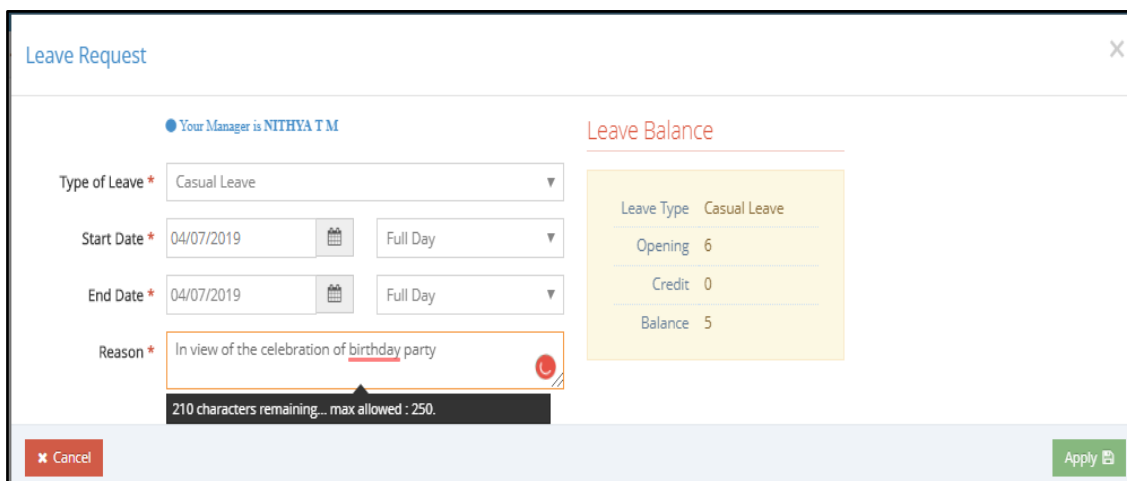 Leave Request
Your Manager is NITHYA T M
Type of Leave * Casual Leave
Start Date * 04/07/2019 Full Day
End Date * 04/07/2019 Full Day
Reason * In view of the celebration of birthday party
210 characters remaining... max allowed : 250.
Leave Balance
Leave Type Casual Leave
Opening 6
Credit 0
Balance 5
Cancel
Apply